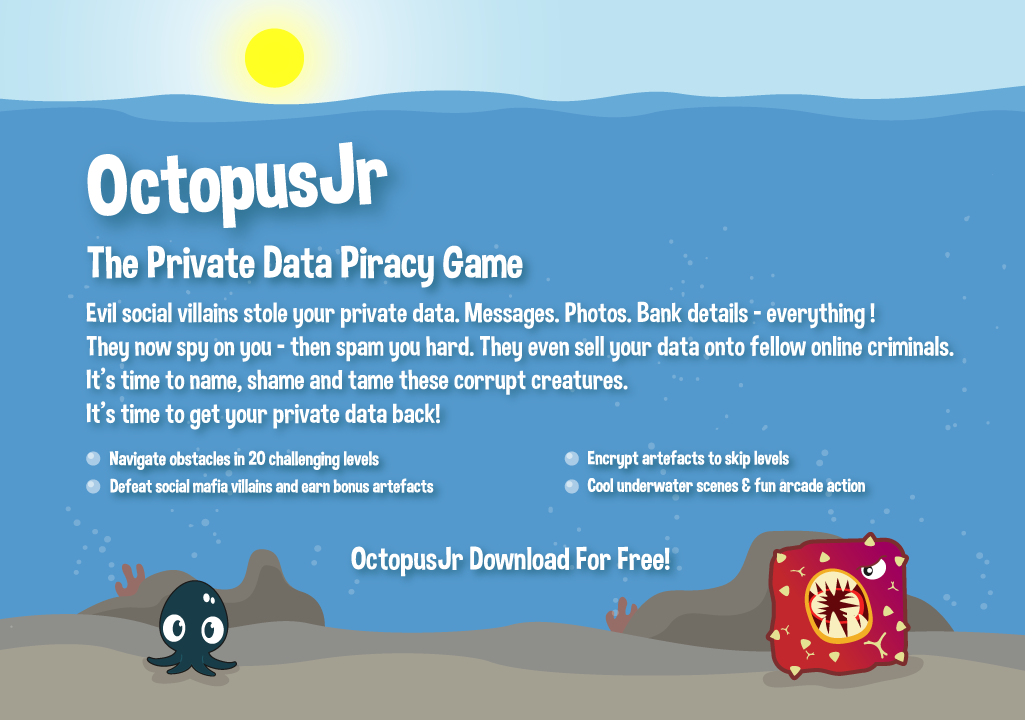 OctopusJr
The Private Data Piracy Game
Evil social villains stole your private data. Messages. Photos. Bank details - everything !
They now spy on you - then spam you hard. They even sell your data onto fellow online criminals.
It's time to name, shame and tame these corrupt creatures.
It's time to get your private data back!
Navigate obstacles in 20 challenging levels
Defeat social mafia villains and earn bonus artefacts
Encrypt artefacts to skip levels
Cool underwater scenes & fun arcade action
OctopusJr Download For Free!